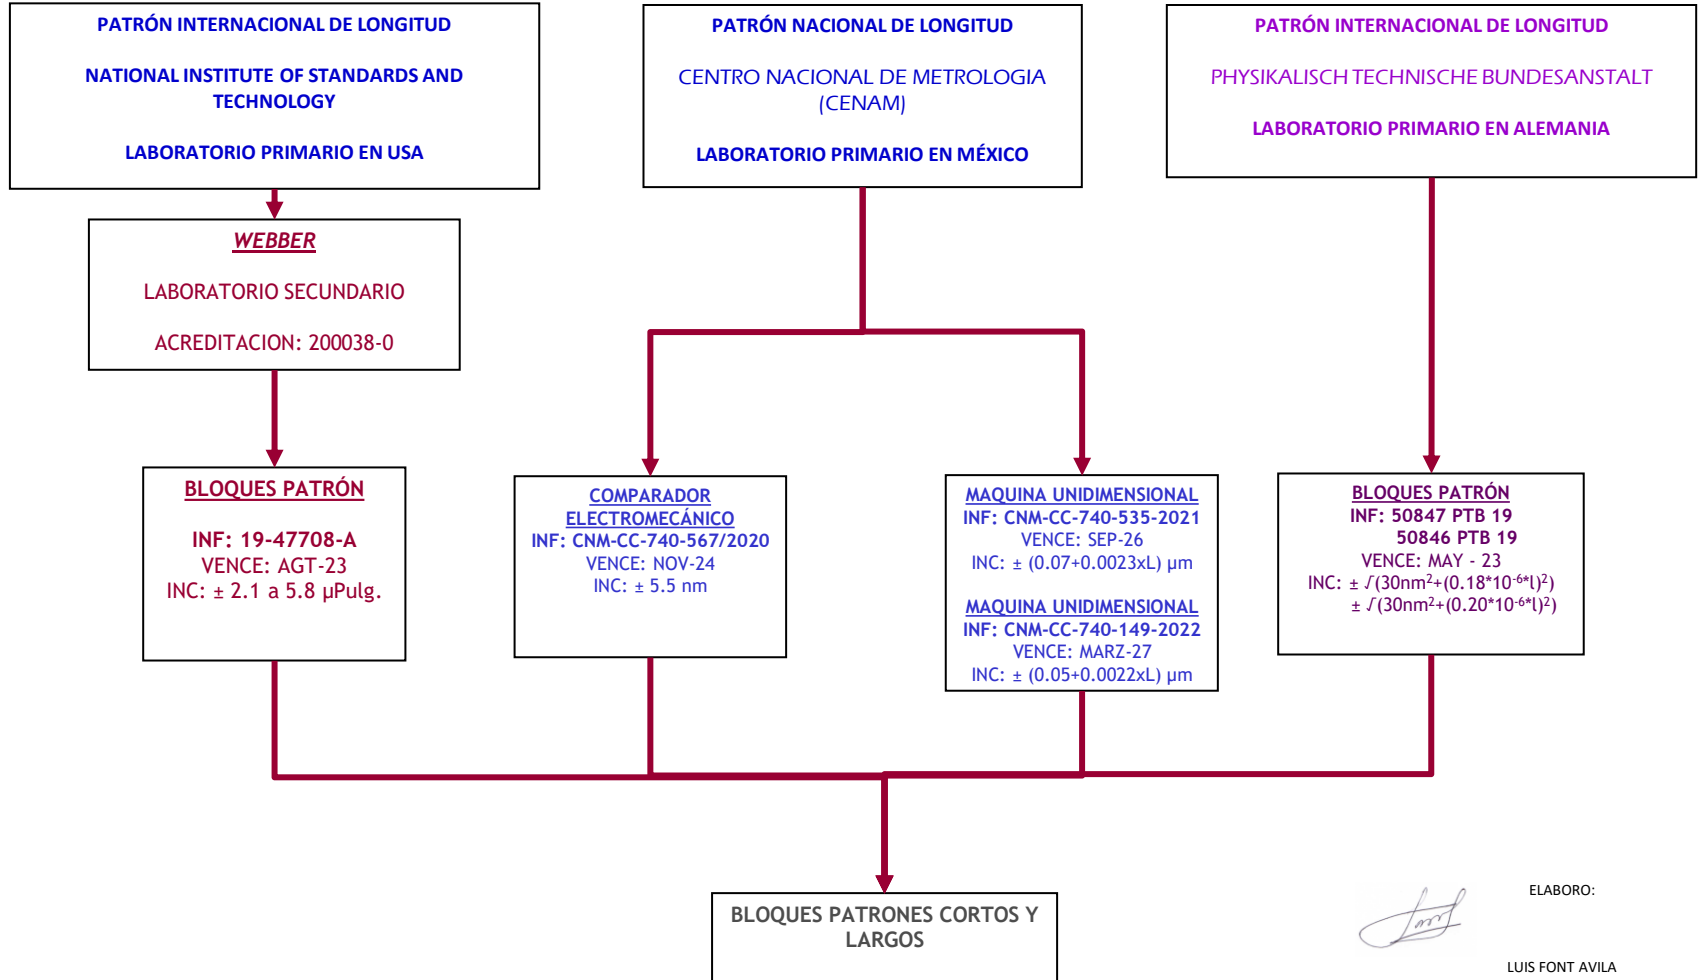 PATRÓN INTERNACIONAL DE LONGITUD
NATIONAL INSTITUTE OF STANDARDS AND
TECHNOLOGY
LABORATORIO PRIMARIO EN USA
PATRÓN NACIONAL DE LONGITUD
CENTRO NACIONAL DE METROLOGIA
(CENAM)
LABORATORIO PRIMARIO EN MÉXICO
PATRÓN INTERNACIONAL DE LONGITUD
PHYSIKALISCH TECHNISCHE BUNDESANSTALT
LABORATORIO PRIMARIO EN ALEMANIA
WEBBER
LABORATORIO SECUNDARIO
ACREDITACION: 200038-0
BLOQUES PATRÓN
INF: 19-47708-A
VENCE: AGT-23
INC: ± 2.1 a 5.8 µPulg.
COMPARADOR
ELECTROMECÁNICO
INF: CNM-CC-740-567/2020
VENCE: NOV-24
INC: ± 5.5 nm
MAQUINA UNIDIMENSIONAL
INF: CNM-CC-740-535-2021
VENCE: SEP-26
INC: ± (0.07+0.0023xL) µm
MAQUINA UNIDIMENSIONAL
INF: CNM-CC-740-149-2022
VENCE: MARZ-27
INC: ± (0.05+0.0022xL) µm
BLOQUES PATRÓN
INF: 50847 PTB 19
50846 PTB 19
VENCE: MAY - 23
INC: ± √(30nm²+(0.18*10⁻⁶*l)²)
± √(30nm²+(0.20*10⁻⁶*l)²)
BLOQUES PATRONES CORTOS Y
LARGOS
ELABORO:
LUIS FONT AVILA